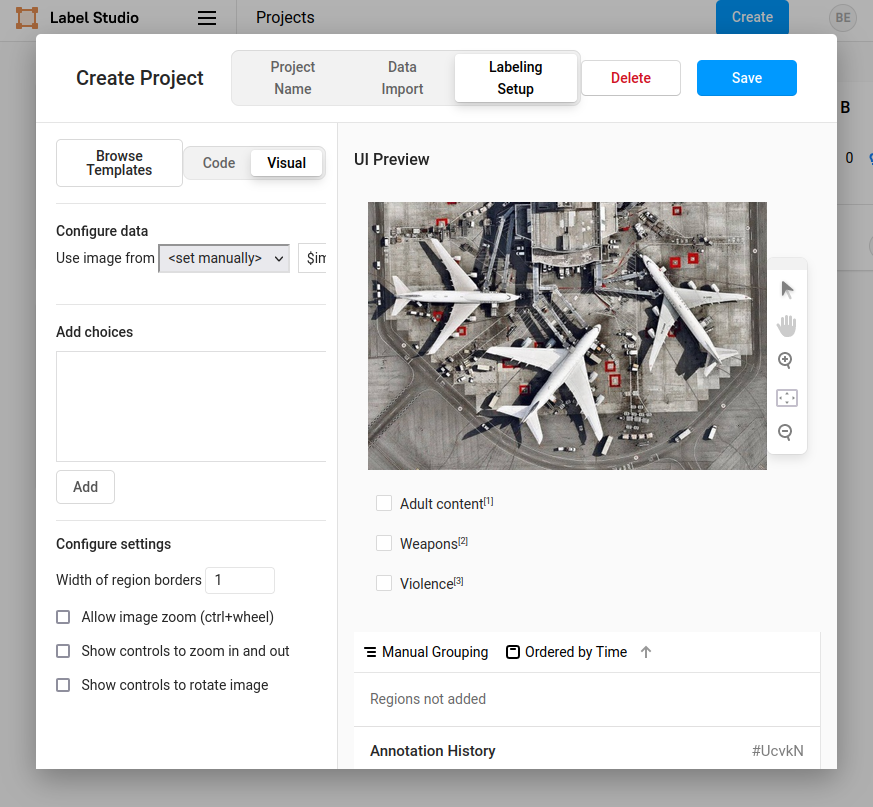 Label Studio
Projects
Create
BE
Create Project
Project
Name
Data
Import
Labeling
Setup
Delete
Save
B
0
Browse
Templates
Code
Visual
UI Preview
Configure data
Use image from
<set manually>
$im
Add choices
Add
Adult content[1]
Weapons[2]
Violence[3]
Configure settings
Width of region borders
1
Allow image zoom (ctrl+wheel)
Show controls to zoom in and out
Show controls to rotate image
Manual Grouping
Ordered by Time
Regions not added
Annotation History
#UcvkN